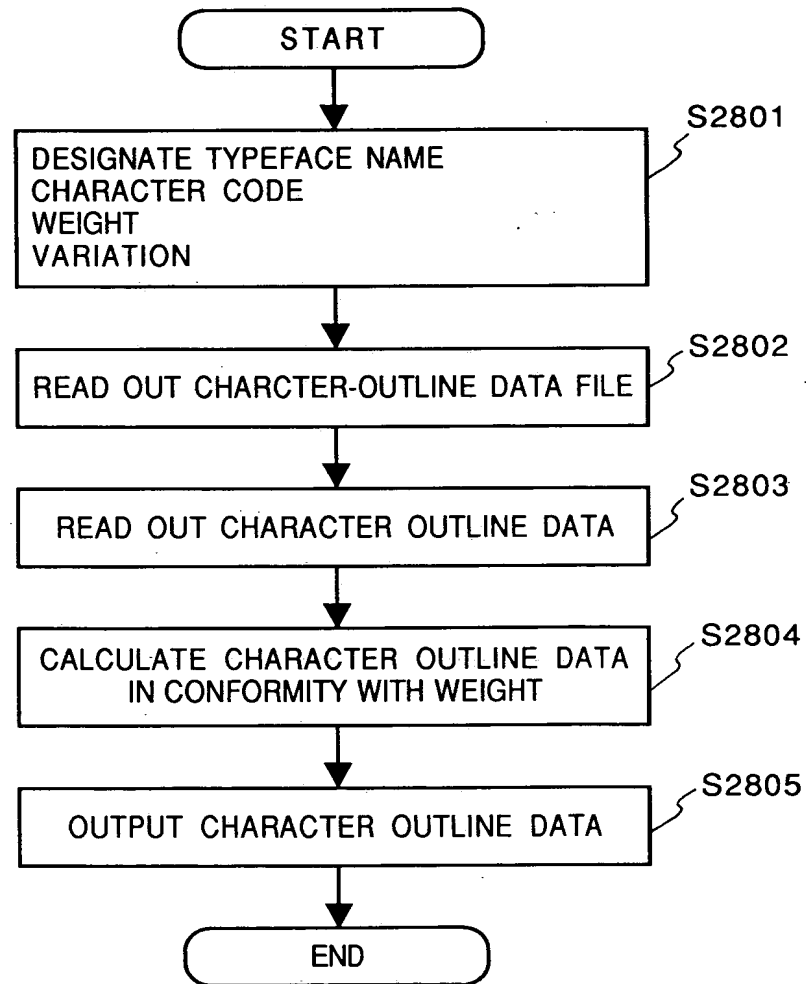 START
S2801
DESIGNATE TYPEFACE NAME
CHARACTER CODE
WEIGHT
VARIATION
S2802
READ OUT CHARCTER-OUTLINE DATA FILE
S2803
READ OUT CHARACTER OUTLINE DATA
S2804
CALCULATE CHARACTER OUTLINE DATA
IN CONFORMITY WITH WEIGHT
S2805
OUTPUT CHARACTER OUTLINE DATA
END